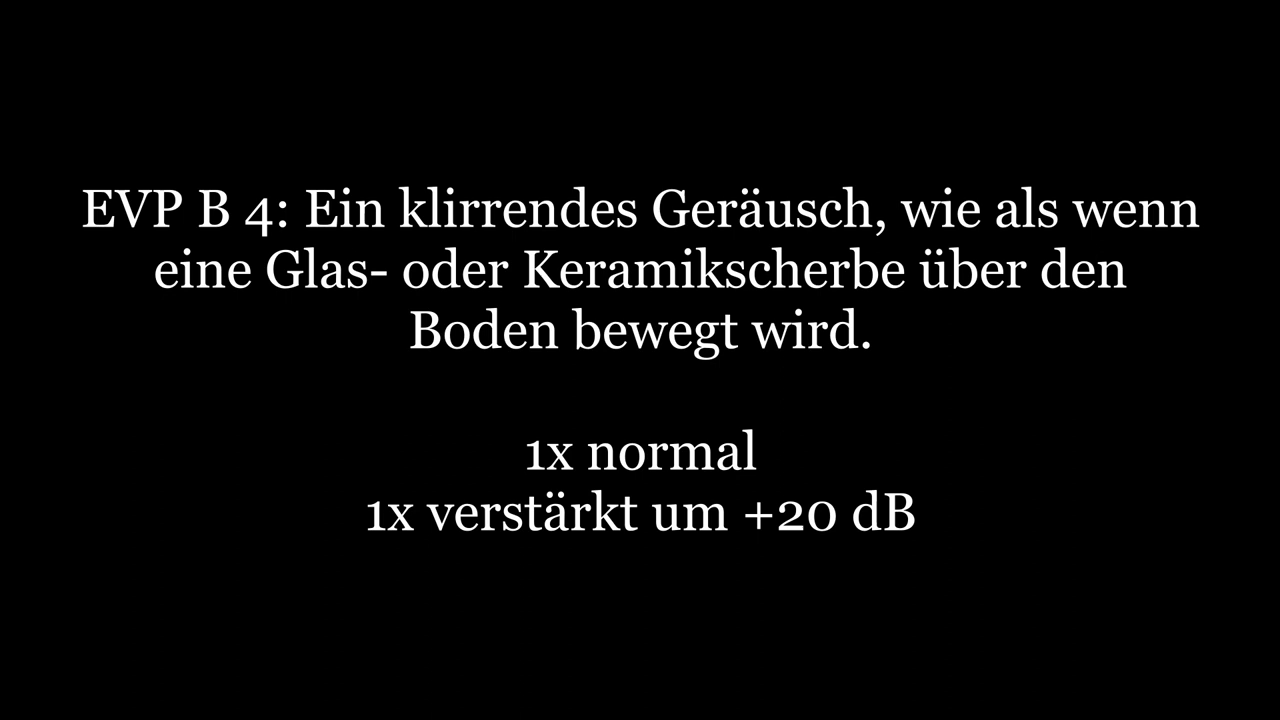 EVP B 4: Ein klirrendes Geräusch, wie als wenn
eine Glas- oder Keramikscherbe über den
Boden bewegt wird.
1x normal
1x verstärkt um +20 dB